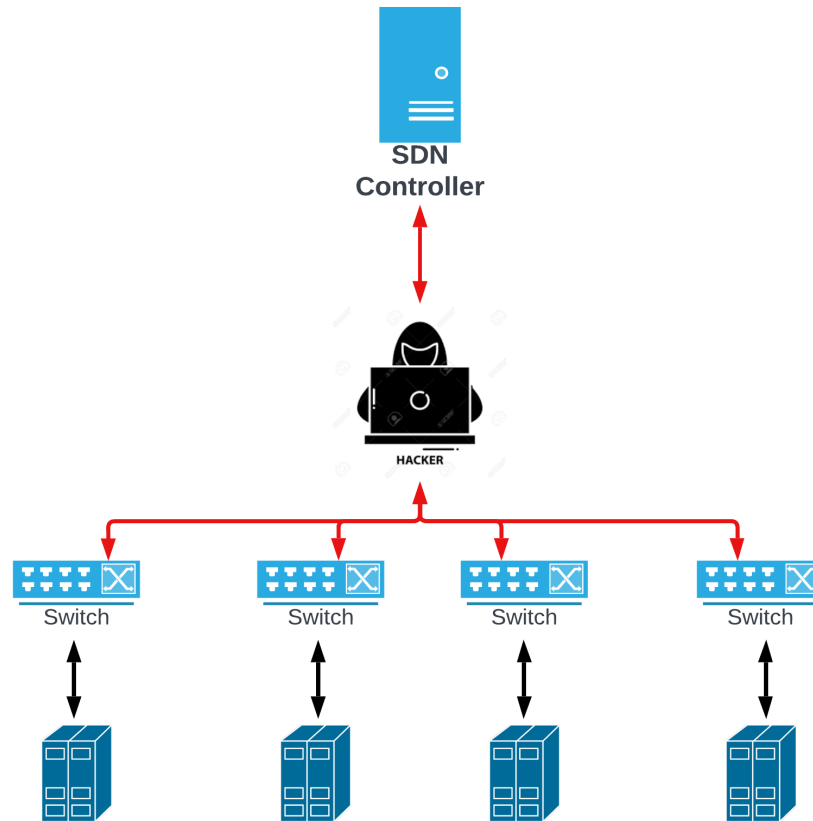 SDN
Controller
HACKER
Switch
Switch
Switch
Switch